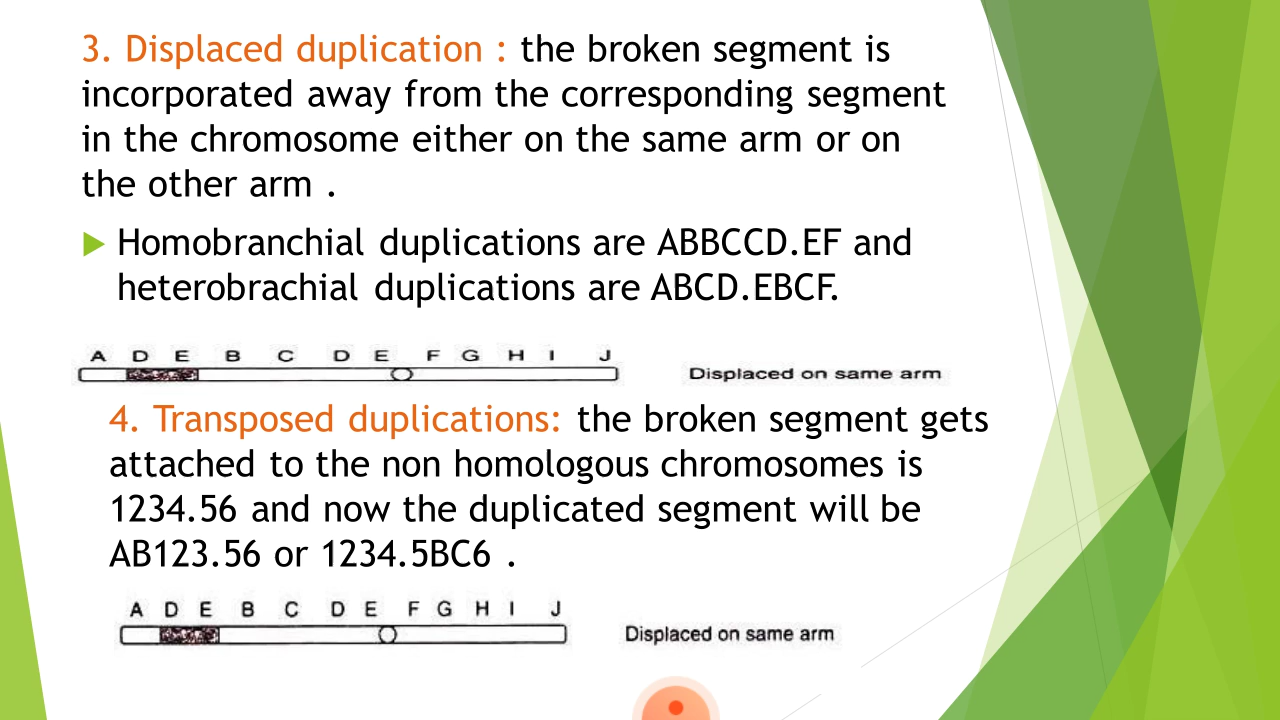 3. Displaced duplication : the broken segment is
incorporated away from the corresponding segment
in the chromosome either on the same arm or on
the other arm .
Homobranchial duplications are ABBCCD.EF and
heterobrachial duplications are ABCD.EBCF.
A D E B C D E F G H I J
Displaced on same arm
4. Transposed duplications: the broken segment gets
attached to the non homologous chromosomes is
1234.56 and now the duplicated segment will be
AB123.56 or 1234.5BC6 .
A D E B C D E F G H I J
Displaced on same arm